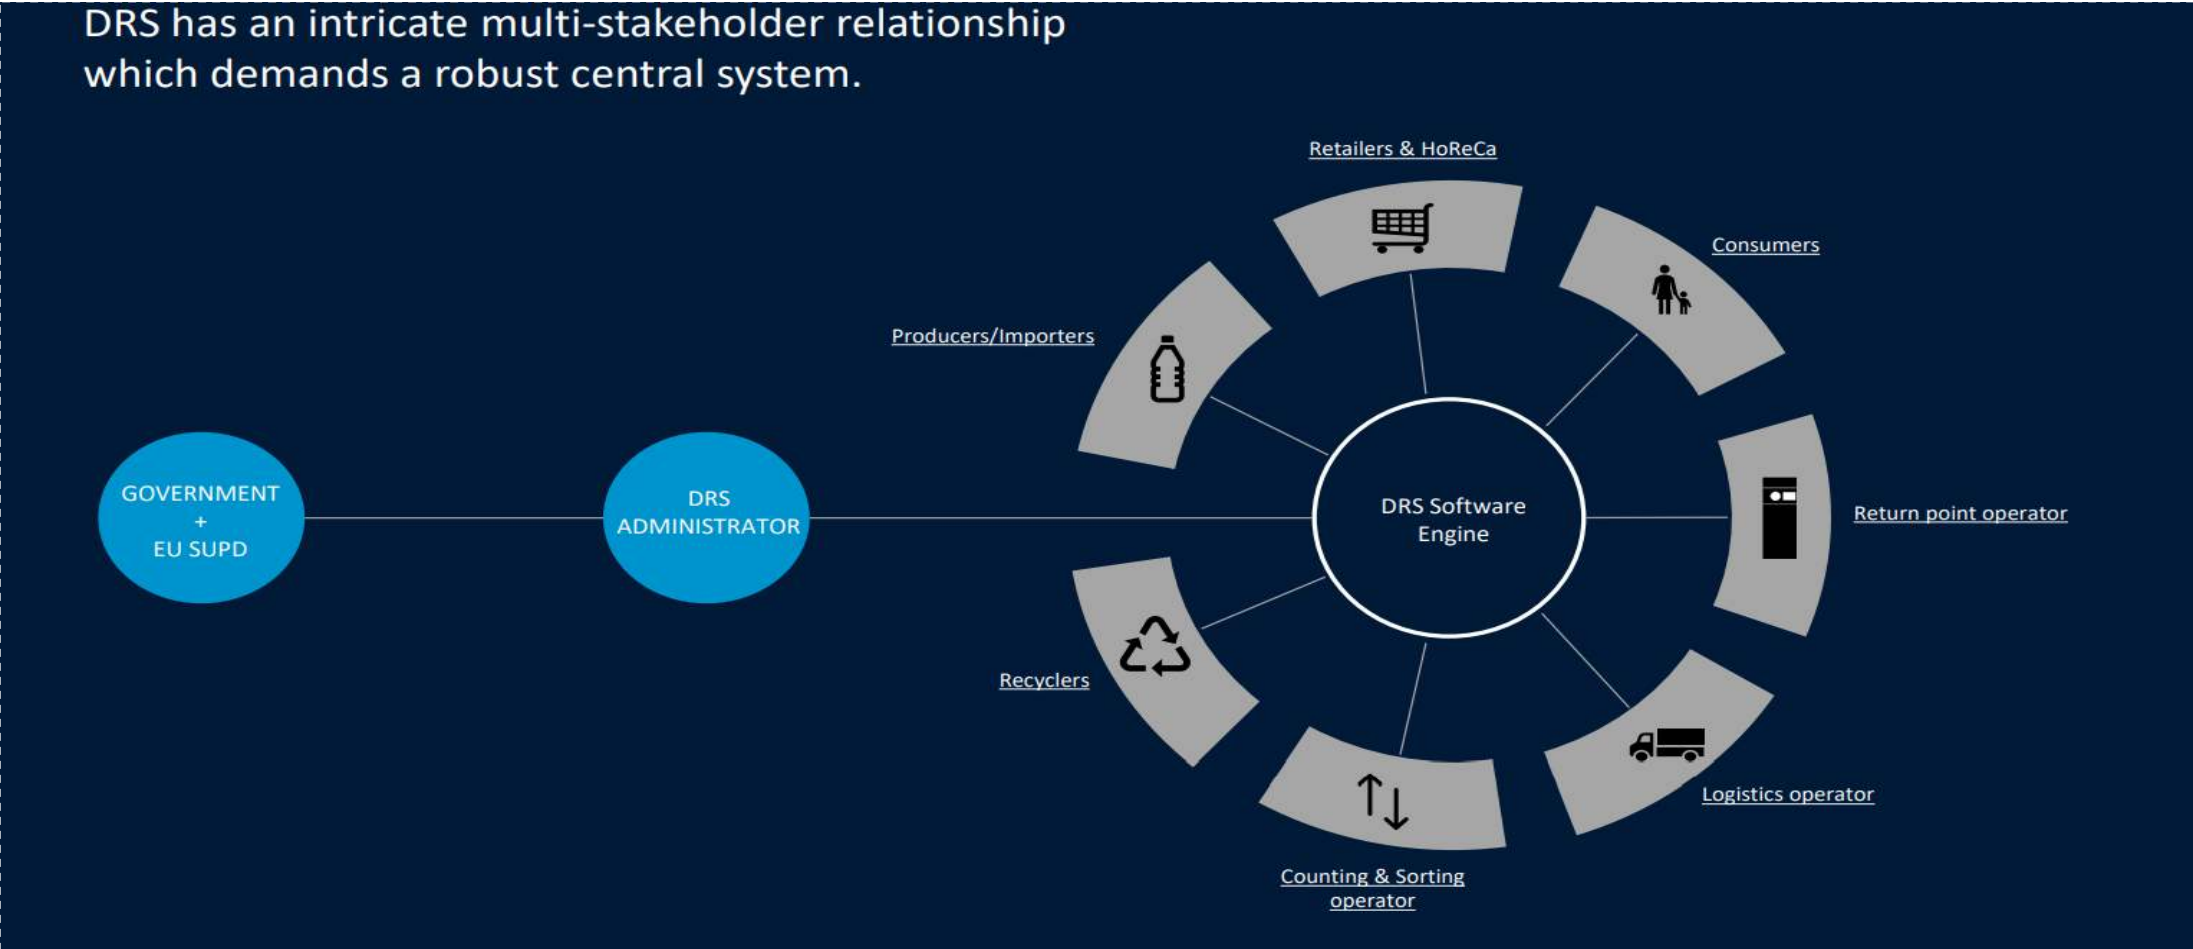 DRS has an intricate multi-stakeholder relationship
which demands a robust central system.
Retailers & HoReCa
Consumers
Producers/Importers
GOVERNMENT
+
EU SUPD
DRS
ADMINISTRATOR
DRS Software
Engine
Return point operator
Recyclers
Logistics operator
Counting & Sorting
operator